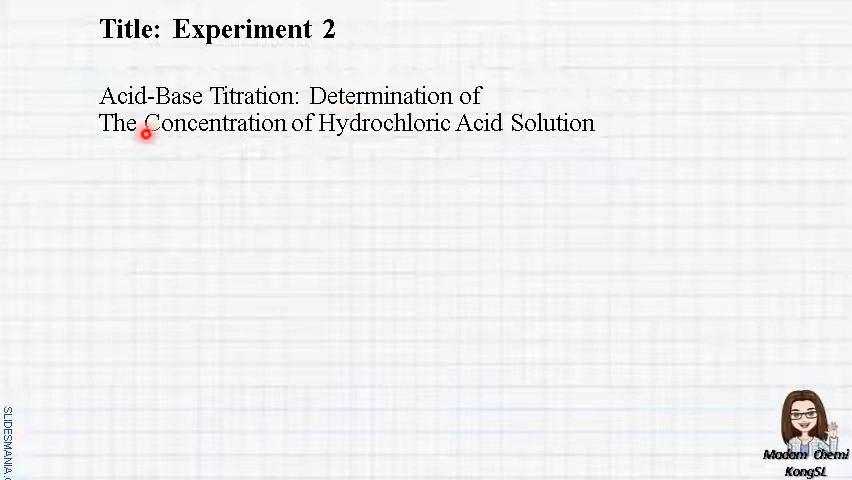 Title: Experiment 2
Acid-Base Titration: Determination of
The Concentration of Hydrochloric Acid Solution
SLIDESMANIA.C
Madam Chemi
KongSL